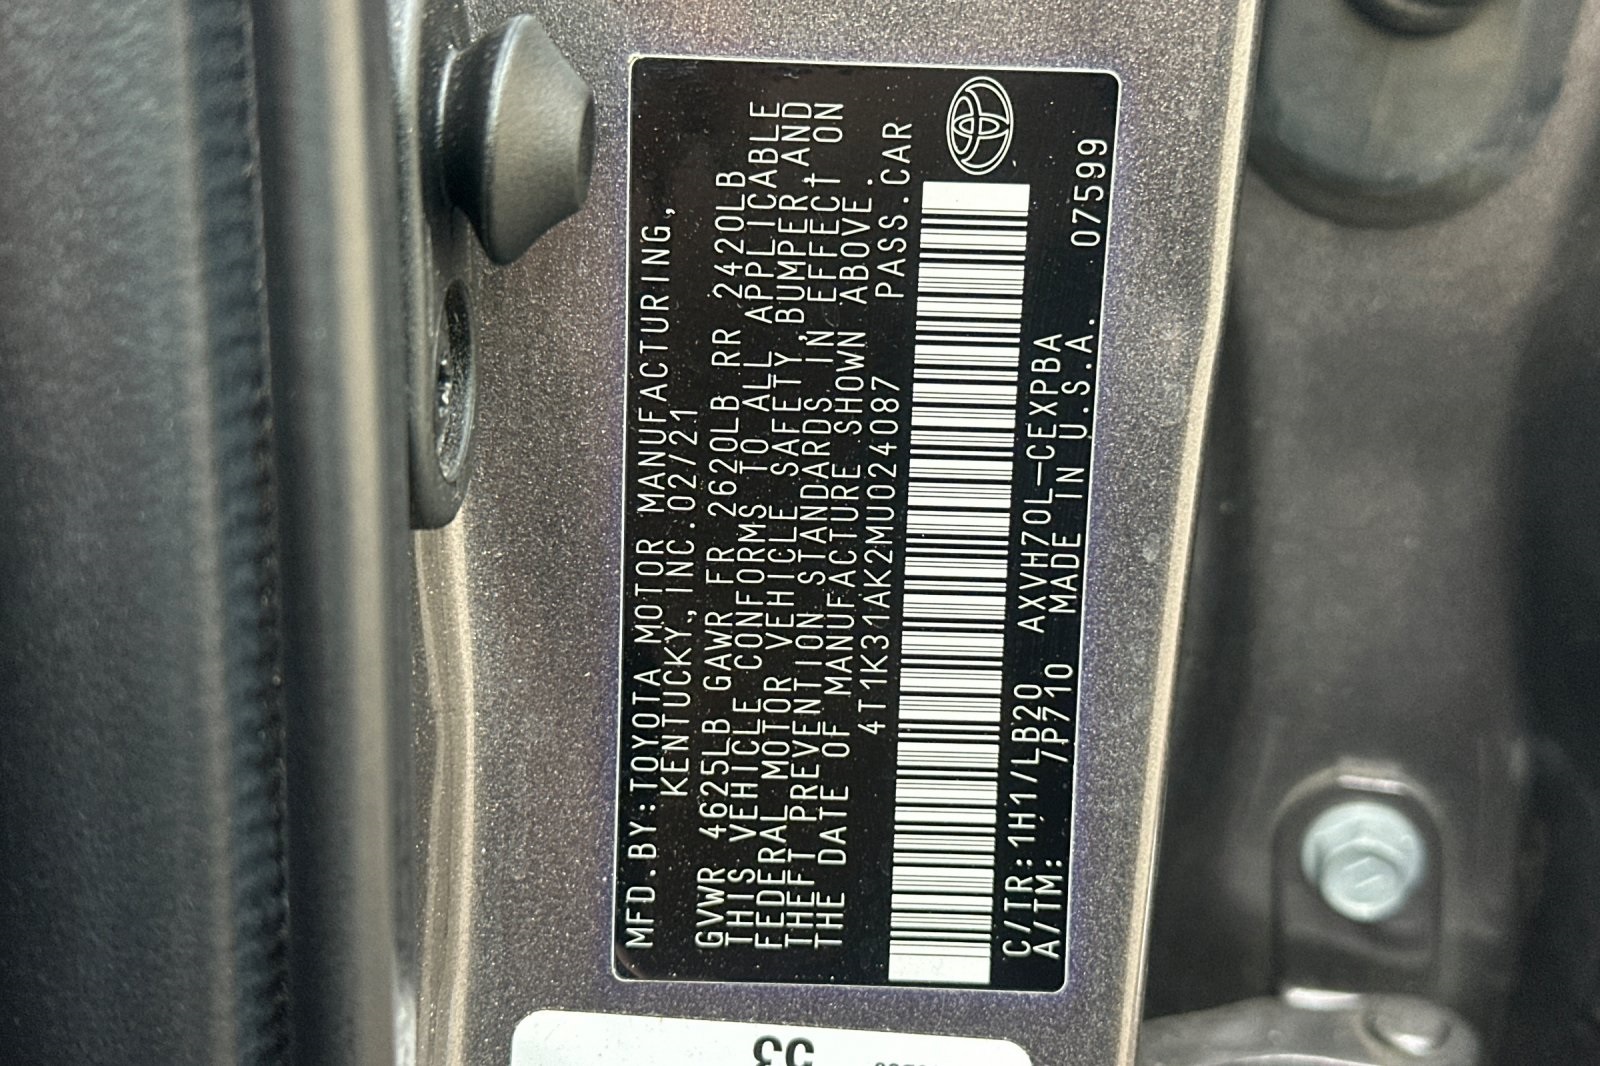 MFD.BY:TOYOTA MOTOR MANUFACTURING,
KENTUCKY,INC.02/21
GVWR 4625LB GAWR FR 2620LB RR 2420LB
THIS VEHICLE CONFORMS TO ALL APPLICABLE
FEDERAL MOTOR VEHICLE SAFETY,BUMPER,AND
THEFT PREVENTION STANDARDS IN EFFECT ON
THE DATE OF MANUFACTURE SHOWN ABOVE.
4T1K31AK2MU024087 PASS.CAR
C/TR:1H1/LB20 AXVH70L-CEXPBA
A/TM: 7P710 MADE IN U.S.A. 07599
53